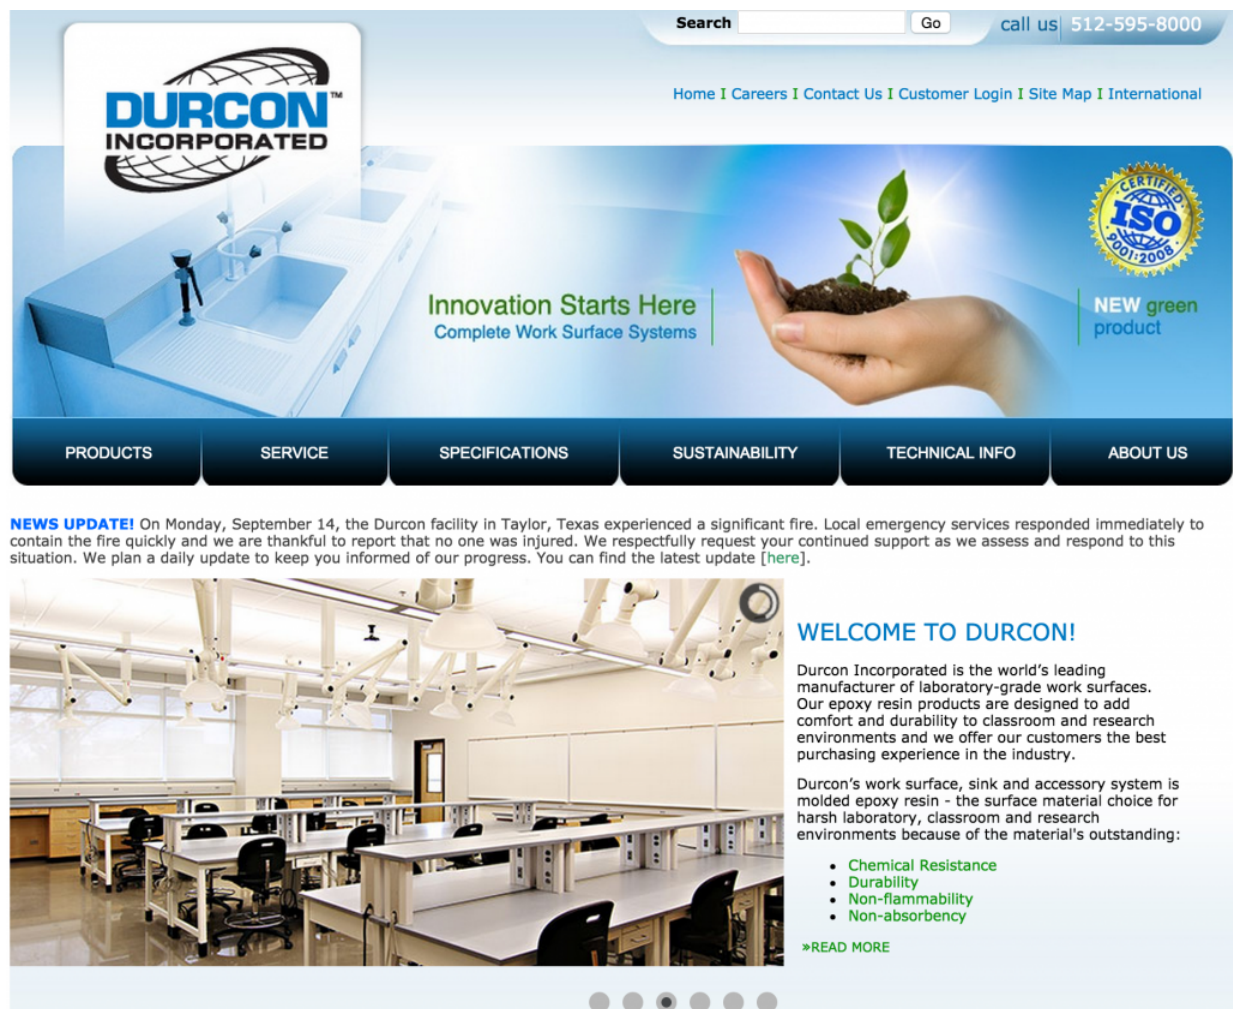 Search
Go
call us 512-595-8000
DURCON™
INCORPORATED
Home I Careers I Contact Us I Customer Login I Site Map I International
CERTIFIED
ISO
9001:2008
Innovation Starts Here
Complete Work Surface Systems
NEW green
product
PRODUCTS
SERVICE
SPECIFICATIONS
SUSTAINABILITY
TECHNICAL INFO
ABOUT US
NEWS UPDATE! On Monday, September 14, the Durcon facility in Taylor, Texas experienced a significant fire. Local emergency services responded immediately to
contain the fire quickly and we are thankful to report that no one was injured. We respectfully request your continued support as we assess and respond to this
situation. We plan a daily update to keep you informed of our progress. You can find the latest update [here].
WELCOME TO DURCON!
Durcon Incorporated is the world’s leading
manufacturer of laboratory-grade work surfaces.
Our epoxy resin products are designed to add
comfort and durability to classroom and research
environments and we offer our customers the best
purchasing experience in the industry.
Durcon’s work surface, sink and accessory system is
molded epoxy resin - the surface material choice for
harsh laboratory, classroom and research
environments because of the material's outstanding:
• Chemical Resistance
• Durability
• Non-flammability
• Non-absorbency
»READ MORE